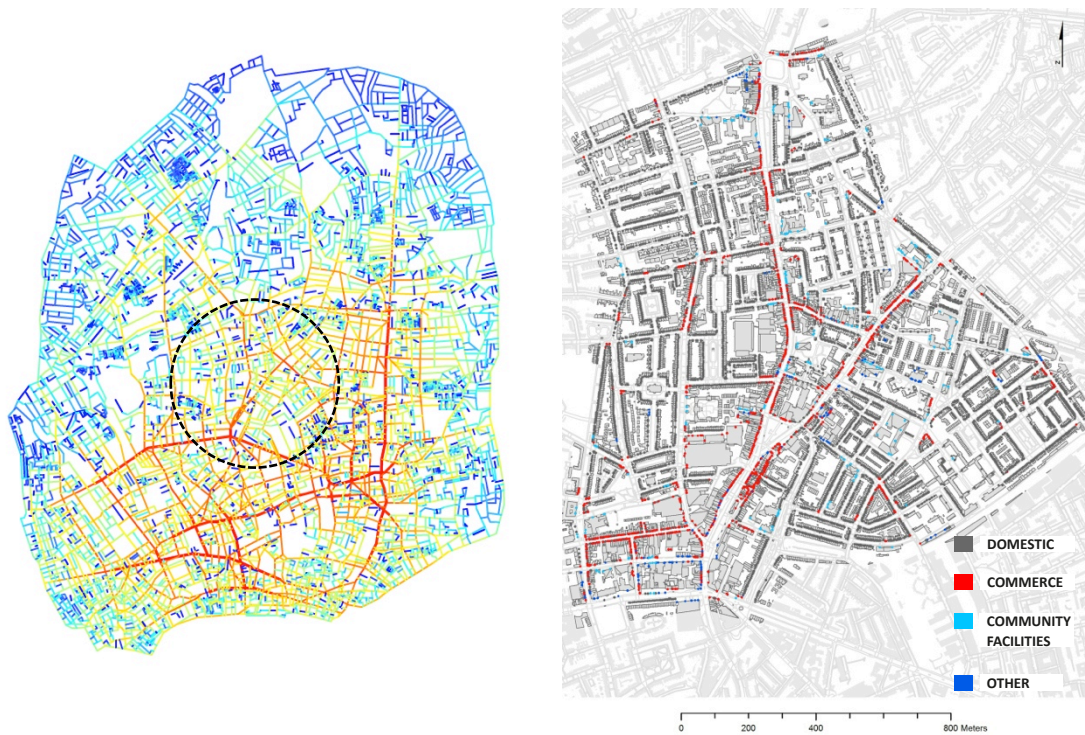 Z
DOMESTIC
COMMERCE
COMMUNITY
FACILITIES
OTHER
0 200 400 800 Meters